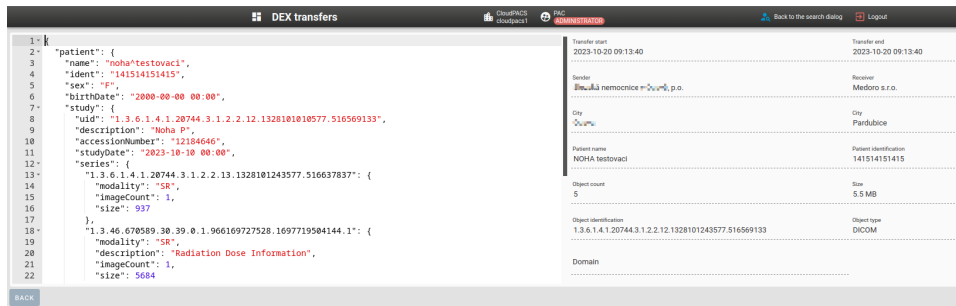 DEX transfers
CloudPACS
cloudpacs1
PAC
ADMINISTRATOR
Back to the search dialog
Logout
1 {
2 "patient": {
3 "name": "noha^testovaci",
4 "ident": "141514151415",
5 "sex": "F",
6 "birthDate": "2000-00-00 00:00",
7 "study": {
8 "uid": "1.3.6.1.4.1.20744.3.1.2.2.12.1328101010577.516569133",
9 "description": "Noha P",
10 "accessionNumber": "12184646",
11 "studyDate": "2023-10-10 00:00",
12 "series": {
13 "1.3.6.1.4.1.20744.3.1.2.2.13.1328101243577.516637837": {
14 "modality": "SR",
15 "imageCount": 1,
16 "size": 937
17 },
18 "1.3.46.670589.30.39.0.1.966169727528.1697719504144.1": {
19 "modality": "SR",
20 "description": "Radiation Dose Information",
21 "imageCount": 1,
22 "size": 5684
Transfer start
2023-10-20 09:13:40
Transfer end
2023-10-20 09:13:40
Sender
nemocnice
p.o.
Receiver
Medoro s.r.o.
City
City
Pardubice
Patient name
NOHA testovaci
Patient identification
141514151415
Object count
5
Size
5.5 MB
Object identification
1.3.6.1.4.1.20744.3.1.2.2.12.1328101243577.516569133
Object type
DICOM
Domain
BACK